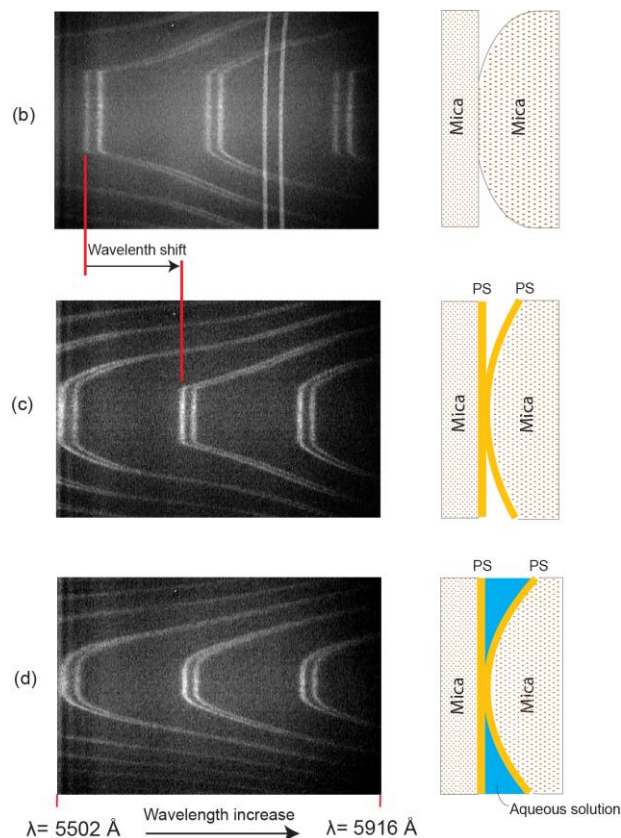 (b)
Mica
Mica
Wavelenth shift
PS
PS
(c)
Mica
Mica
PS
PS
(d)
Mica
Mica
λ= 5502 Å
Wavelength increase
λ= 5916 Å
Aqueous solution